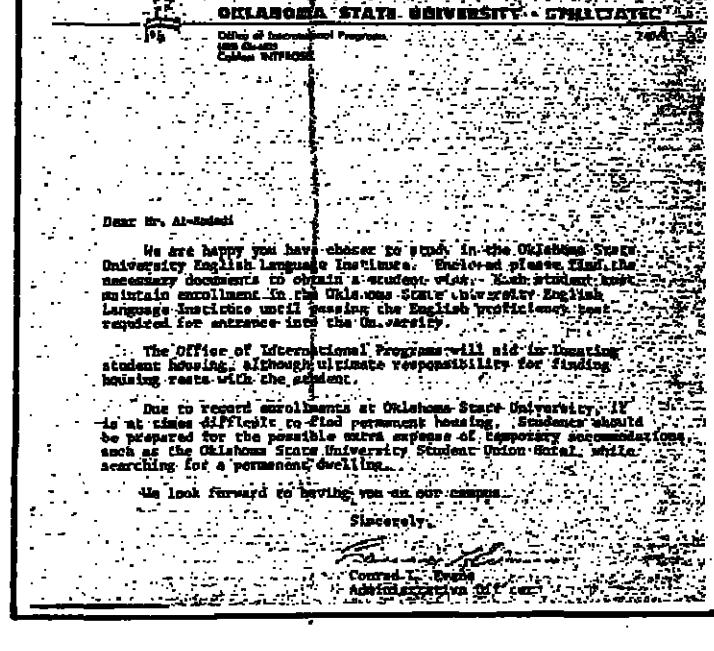 OKLAHOMA STATE UNIVERSITY • STILLWATER
Office of International Programs
Dear Mr.
We are happy you have chosen to study in the Oklahoma State
University English Language Institute. Enclosed please find the
necessary documents to obtain a student visa. Each student must
maintain enrollment in the Oklahoma State University English
Language Institute until passing the English proficiency test
required for entrance into the University.
The Office of International Programs will aid in locating
student housing, although ultimate responsibility for finding
housing rests with the student.
Due to record enrollments at Oklahoma State University, it
is at times difficult to find permanent housing. Students should
be prepared for the possible extra expense of temporary accommodations,
such as the Oklahoma State University Student Union Hotel, while
searching for a permanent dwelling.
We look forward to having you on our campus.
Sincerely,
Conrad L. Evans
Administrative Officer